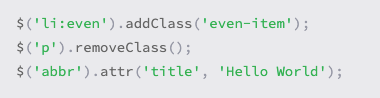 $('li:even').addClass('even-item');
$('p').removeClass();
$('abbr').attr('title', 'Hello World');